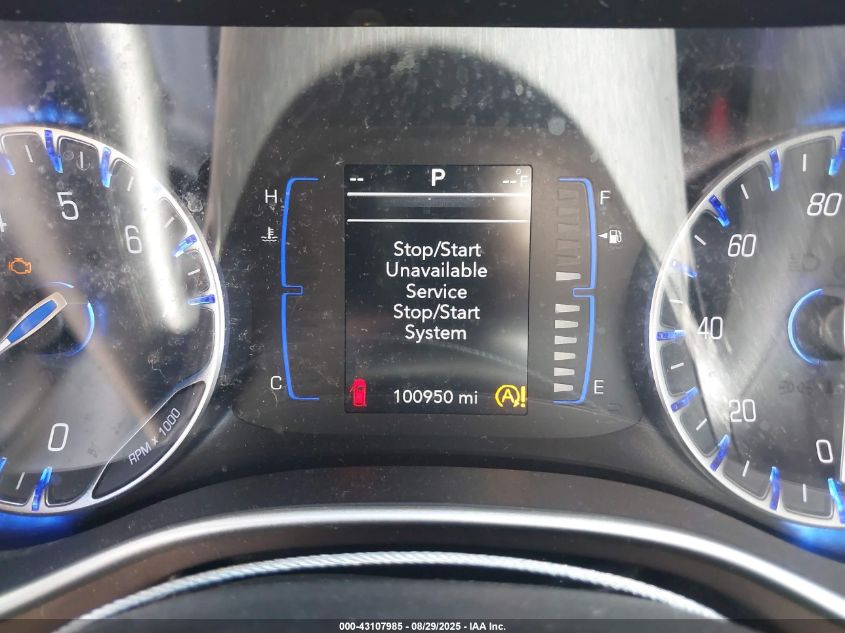 -- P --°F
Stop/Start
Unavailable
Service
Stop/Start
System
100950 mi
H
C
F
E
4
5
6
0
RPM x 1000
80
60
40
20
0
000-43107985 - 08/29/2025 - IAA Inc.